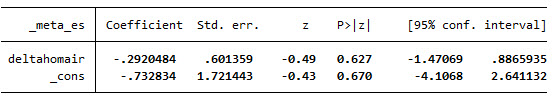 _meta_es Coefficient Std. err. z P>|z| [95% conf. interval]
deltahomair -.2920484 .601359 -0.49 0.627 -1.47069 .8865935
_cons -.732834 1.721443 -0.43 0.670 -4.1068 2.641132